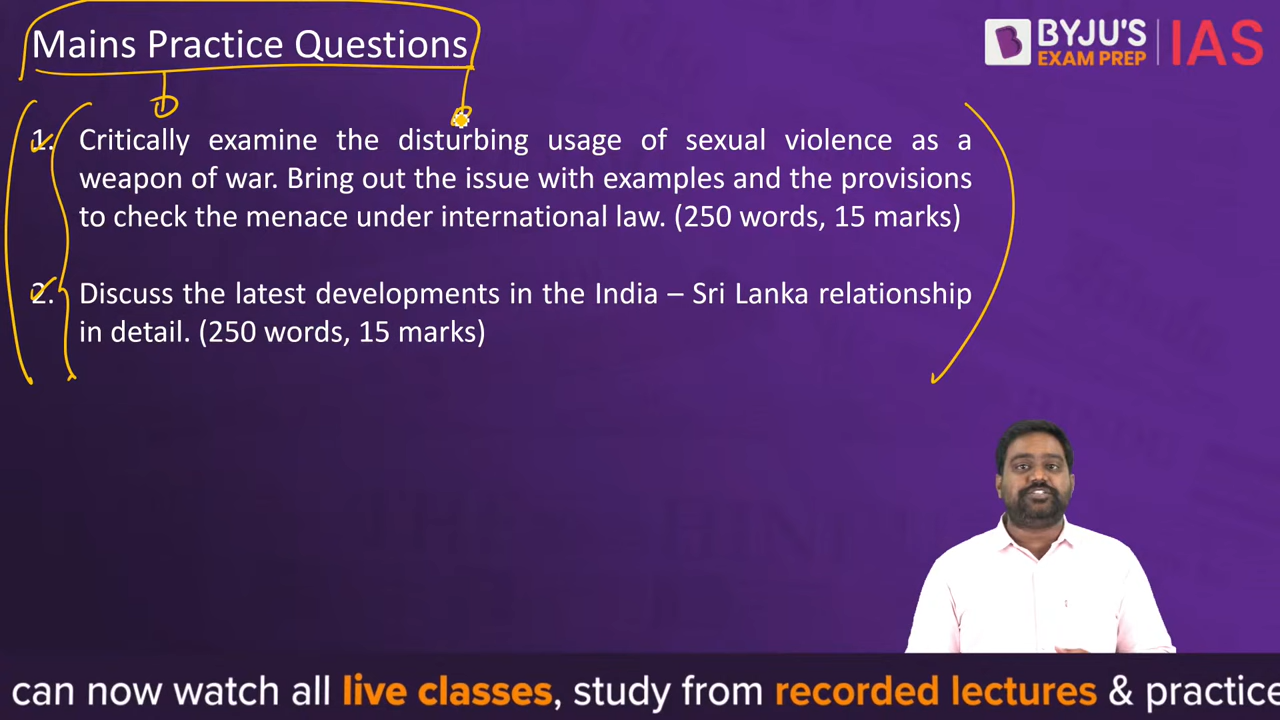 Mains Practice Questions
BYJU'S
EXAM PREP
IAS
1. Critically examine the disturbing usage of sexual violence as a
weapon of war. Bring out the issue with examples and the provisions
to check the menace under international law. (250 words, 15 marks)
2. Discuss the latest developments in the India – Sri Lanka relationship
in detail. (250 words, 15 marks)
can now watch all live classes, study from recorded lectures & practice